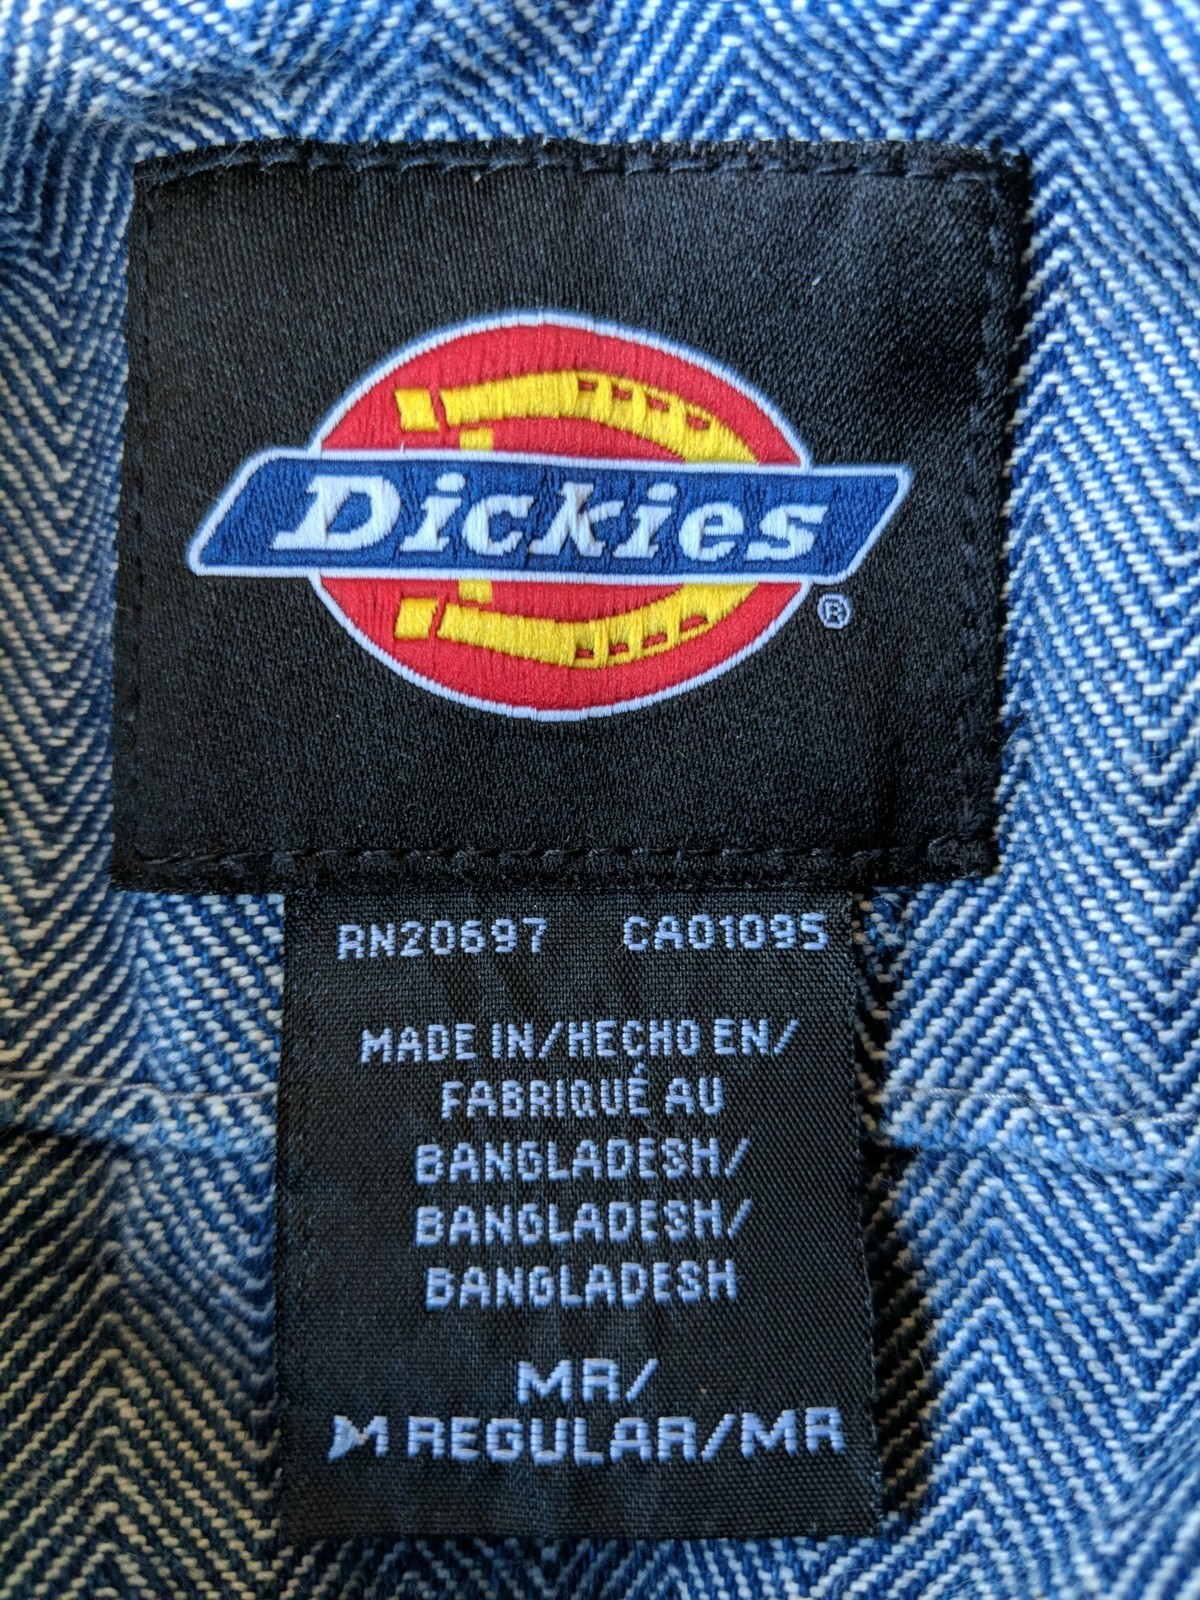 Dickies
®
RN20697 CA01095
MADE IN/HECHO EN/
FABRIQUÉ AU
BANGLADESH/
BANGLADESH/
BANGLADESH
MR/
M REGULAR/MR